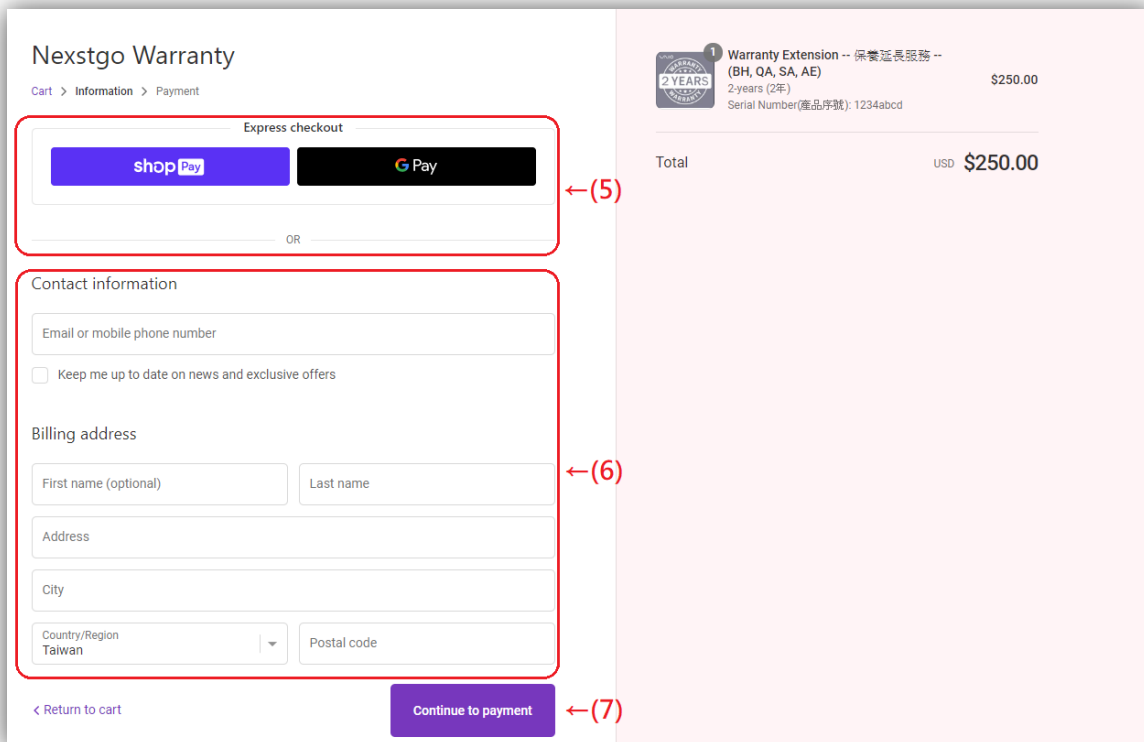 Nexstgo Warranty
Cart > Information > Payment
Express checkout
shop Pay
G Pay
←(5)
OR
Contact information
Email or mobile phone number
Keep me up to date on news and exclusive offers
Billing address
First name (optional)
Last name
←(6)
Address
City
Country/Region
Taiwan
Postal code
< Return to cart
Continue to payment
←(7)
1
WARRANTY
2 YEARS
WARRANTY
Warranty Extension -- 保養延長服務 --
(BH, QA, SA, AE)
2-years (2年)
Serial Number(產品序號): 1234abcd
$250.00
Total
USD $250.00